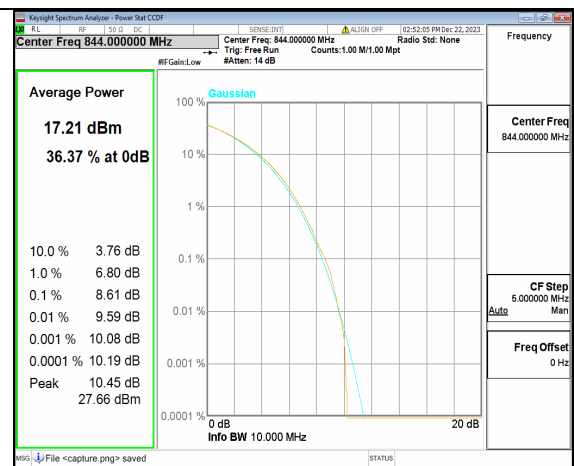 Keysight Spectrum Analyzer - Power Stat CCDF
LXI RL RF 50 Ω DC SENSE:INT ALIGN OFF 02:52:05 PM Dec 22, 2023
Center Freq 844.000000 MHz
Center Freq: 844.000000 MHz Radio Std: None
Trig: Free Run Counts:1.00 M/1.00 Mpt
#IFGain:Low #Atten: 14 dB
Frequency
Average Power
17.21 dBm
36.37 % at 0dB
10.0 % 3.76 dB
1.0 % 6.80 dB
0.1 % 8.61 dB
0.01 % 9.59 dB
0.001 % 10.08 dB
0.0001 % 10.19 dB
Peak 10.45 dB
27.66 dBm
Gaussian
100 %
10 %
1 %
0.1 %
0.01 %
0.001 %
0.0001 %
0 dB 20 dB
Info BW 10.000 MHz
Center Freq
844.000000 MHz
CF Step
5.000000 MHz
Auto Man
Freq Offset
0 Hz
MSG File <capture.png> saved STATUS